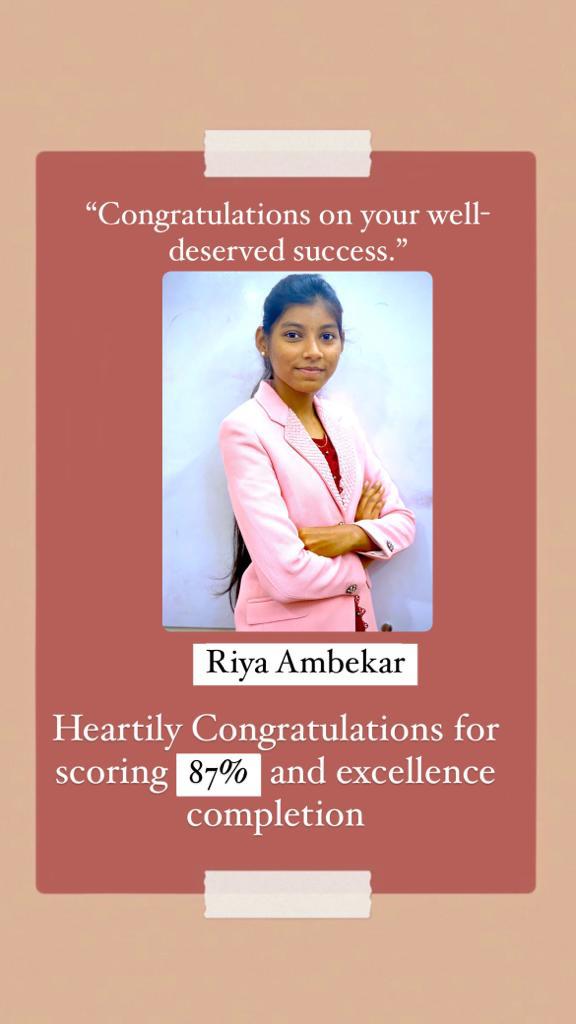 “Congratulations on your well-
deserved success.”
Riya Ambekar
Heartily Congratulations for
scoring 87% and excellence
completion